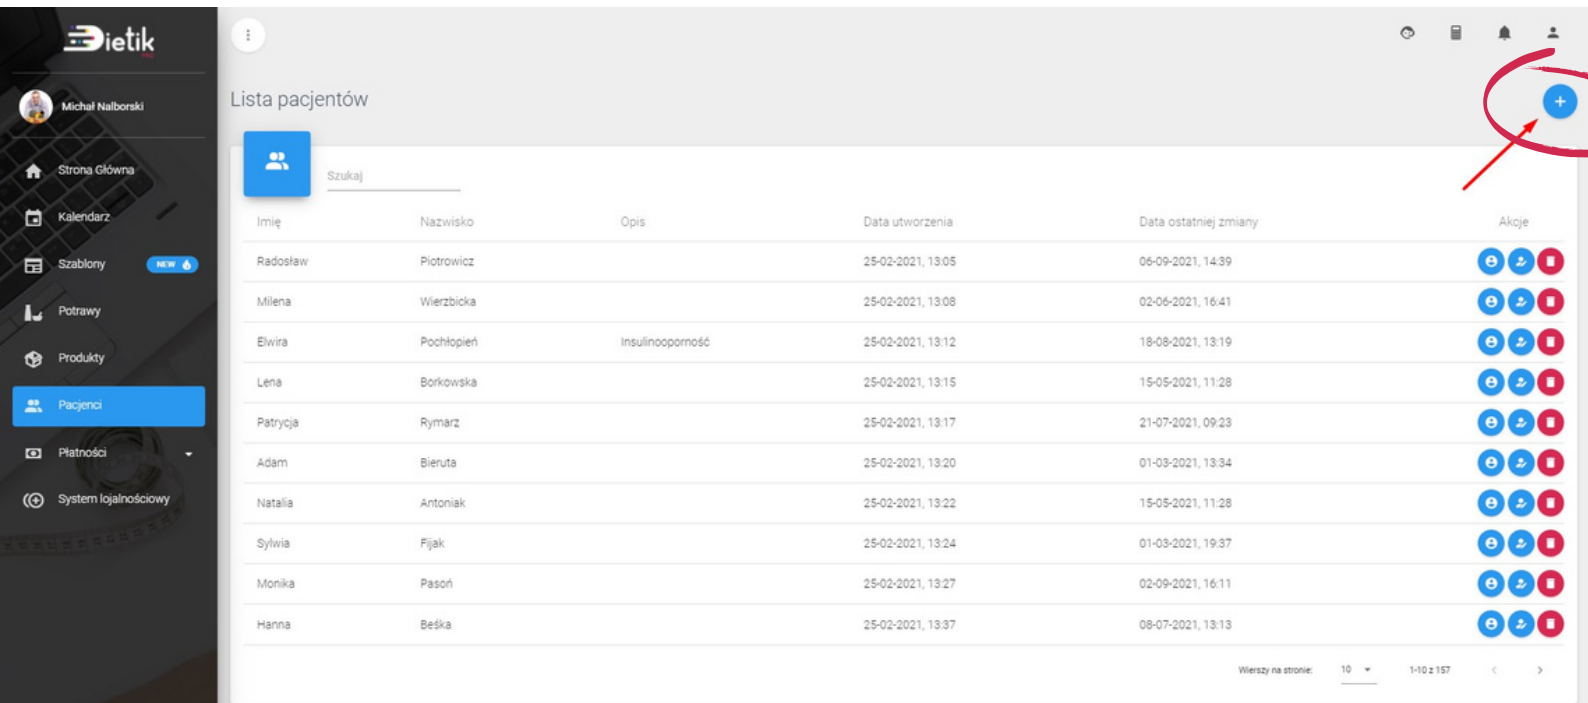 Dietik
PRO
Michał Nalborski
Strona Główna
Kalendarz
Szablony NEW
Potrawy
Produkty
Pacjenci
Płatności
System lojalnościowy
Lista pacjentów
Szukaj
Imię Nazwisko Opis Data utworzenia Data ostatniej zmiany Akcje
Radosław Piotrowicz 25-02-2021, 13:05 06-09-2021, 14:39
Milena Wierzbicka 25-02-2021, 13:08 02-06-2021, 16:41
Elwira Pochłopień Insulinooporność 25-02-2021, 13:12 18-08-2021, 13:19
Lena Borkowska 25-02-2021, 13:15 15-05-2021, 11:28
Patrycja Rymarz 25-02-2021, 13:17 21-07-2021, 09:23
Adam Bieruta 25-02-2021, 13:20 01-03-2021, 13:34
Natalia Antoniak 25-02-2021, 13:22 15-05-2021, 11:28
Sylwia Fijak 25-02-2021, 13:24 01-03-2021, 19:37
Monika Pasoń 25-02-2021, 13:27 02-09-2021, 16:11
Hanna Beśka 25-02-2021, 13:37 08-07-2021, 13:13
Wierszy na stronie: 10 1-10 z 157